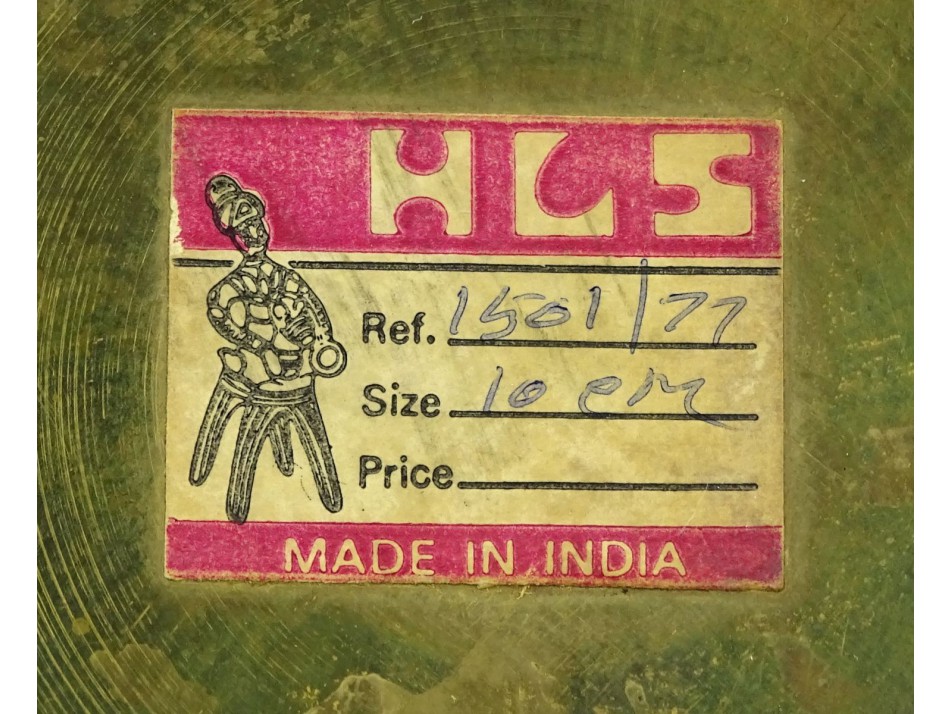 HLS
Ref. 1501/77
Size 10 cm
Price
MADE IN INDIA